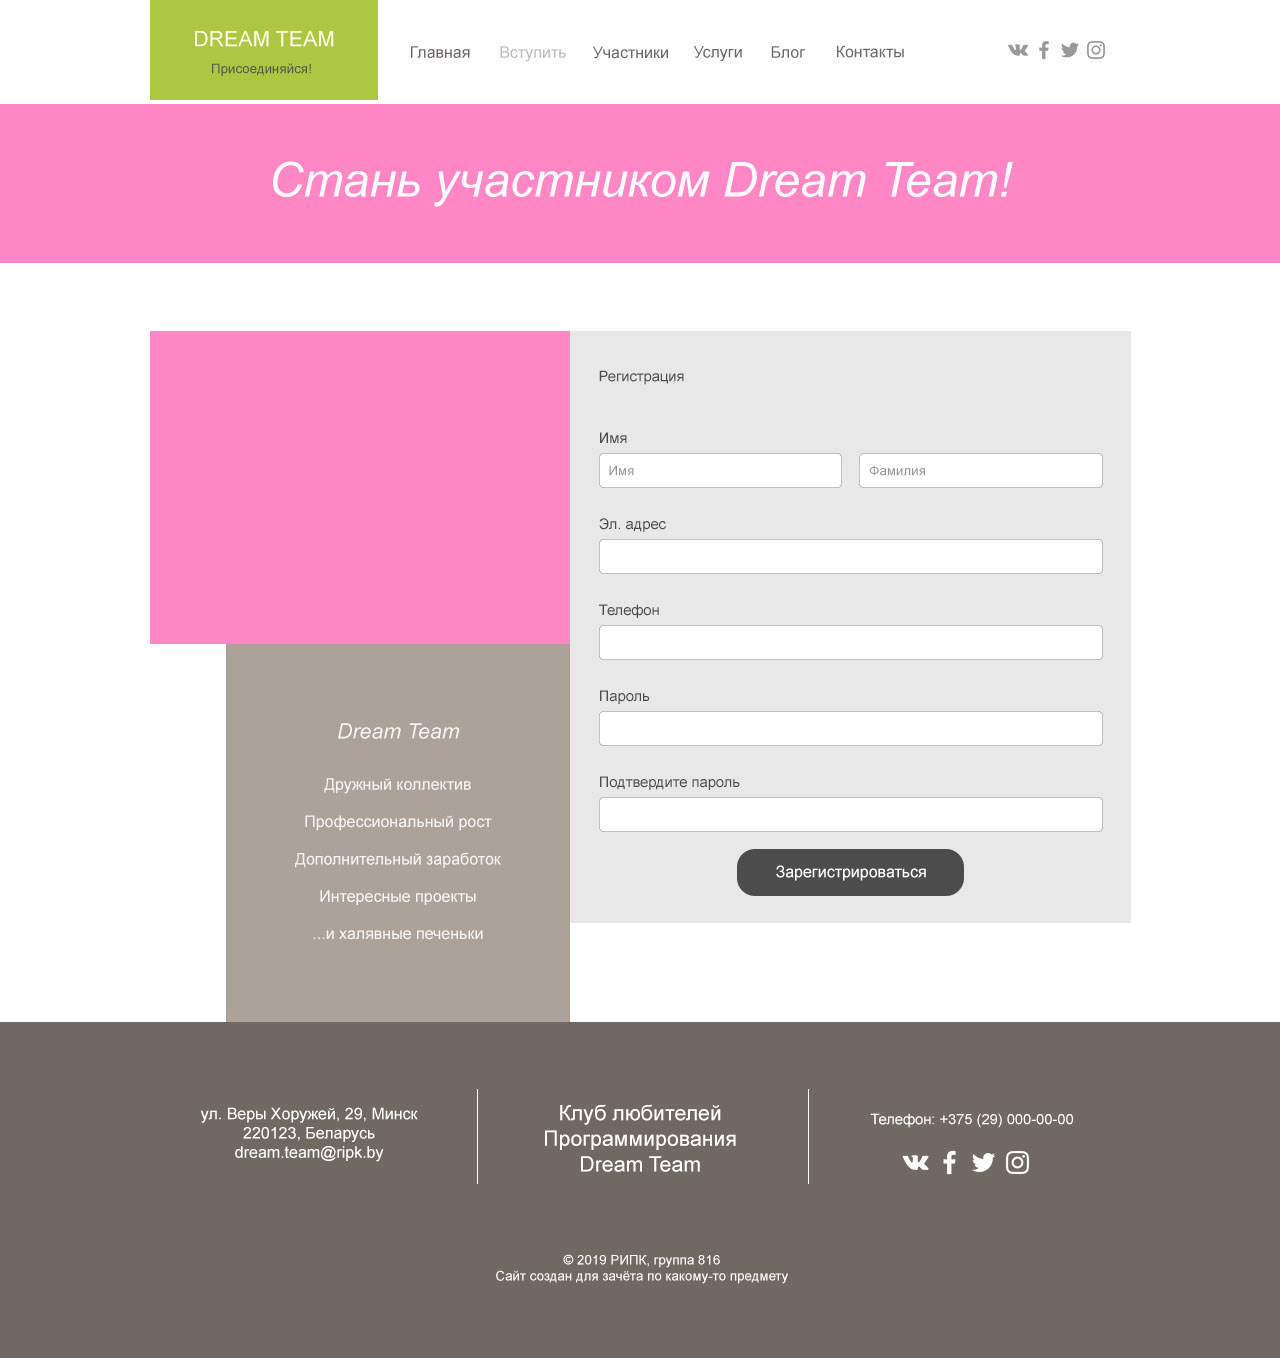 DREAM TEAM
Присоединяйся!
Главная Вступить Участники Услуги Блог Контакты
Стань участником Dream Team!
Регистрация
Имя
Имя Фамилия
Эл. адрес
Телефон
Пароль
Подтвердите пароль
Зарегистрироваться
Dream Team
Дружный коллектив
Профессиональный рост
Дополнительный заработок
Интересные проекты
...и халявные печеньки
ул. Веры Хоружей, 29, Минск
220123, Беларусь
dream.team@ripk.by
Клуб любителей
Программирования
Dream Team
Телефон: +375 (29) 000-00-00
© 2019 РИПК, группа 816
Сайт создан для зачёта по какому-то предмету